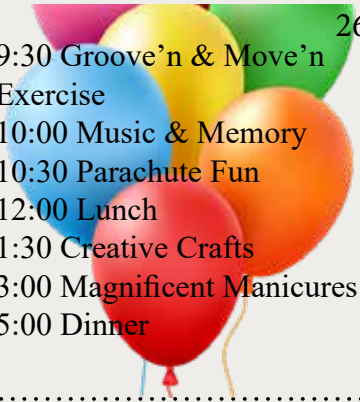 26
9:30 Groove’n & Move’n
Exercise
10:00 Music & Memory
10:30 Parachute Fun
12:00 Lunch
1:30 Creative Crafts
3:00 Magnificent Manicures
5:00 Dinner